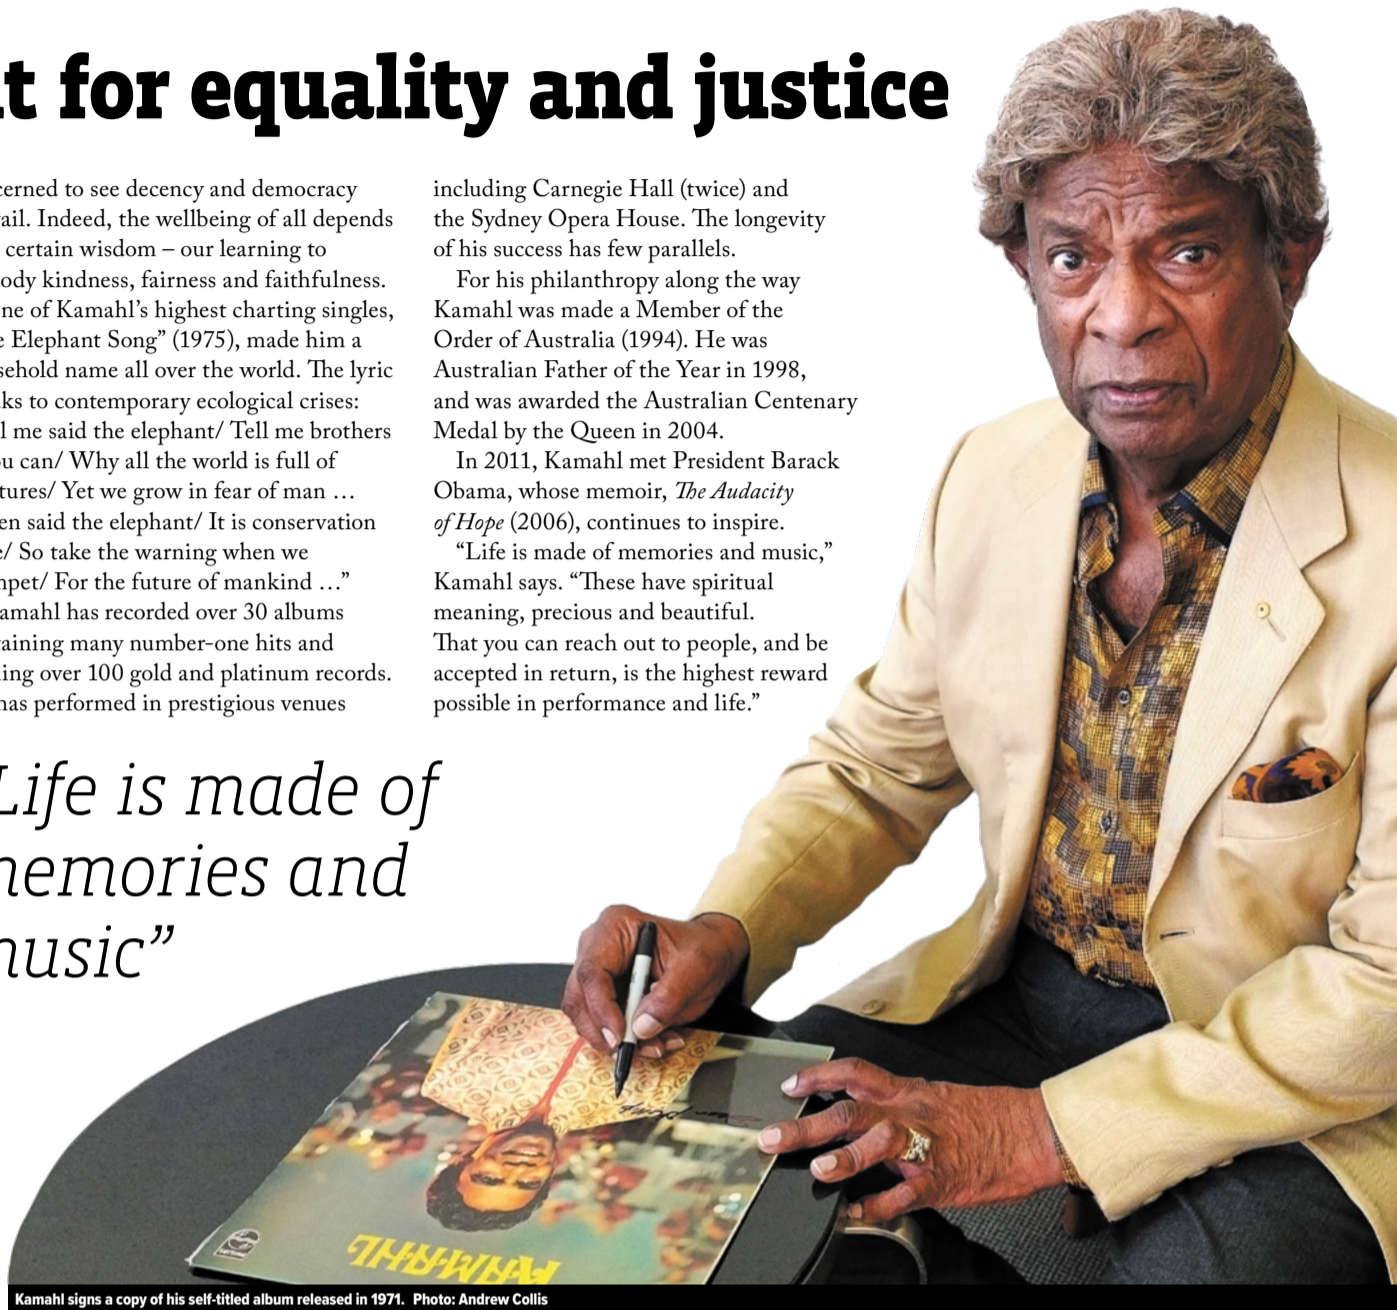 t for equality and justice
cerned to see decency and democracy
ail. Indeed, the wellbeing of all depends
certain wisdom – our learning to
ody kindness, fairness and faithfulness.
ne of Kamahl’s highest charting singles,
e Elephant Song” (1975), made him a
sehold name all over the world. The lyric
ks to contemporary ecological crises:
l me said the elephant/ Tell me brothers
ou can/ Why all the world is full of
tures/ Yet we grow in fear of man …
en said the elephant/ It is conservation
e/ So take the warning when we
mpet/ For the future of mankind …”
amahl has recorded over 30 albums
taining many number-one hits and
ing over 100 gold and platinum records.
has performed in prestigious venues
including Carnegie Hall (twice) and
the Sydney Opera House. The longevity
of his success has few parallels.
For his philanthropy along the way
Kamahl was made a Member of the
Order of Australia (1994). He was
Australian Father of the Year in 1998,
and was awarded the Australian Centenary
Medal by the Queen in 2004.
In 2011, Kamahl met President Barack
Obama, whose memoir, The Audacity
of Hope (2006), continues to inspire.
“Life is made of memories and music,”
Kamahl says. “These have spiritual
meaning, precious and beautiful.
That you can reach out to people, and be
accepted in return, is the highest reward
possible in performance and life.”
Life is made of
memories and
music”
KAMAHL
Kamahl signs a copy of his self-titled album released in 1971. Photo: Andrew Collis